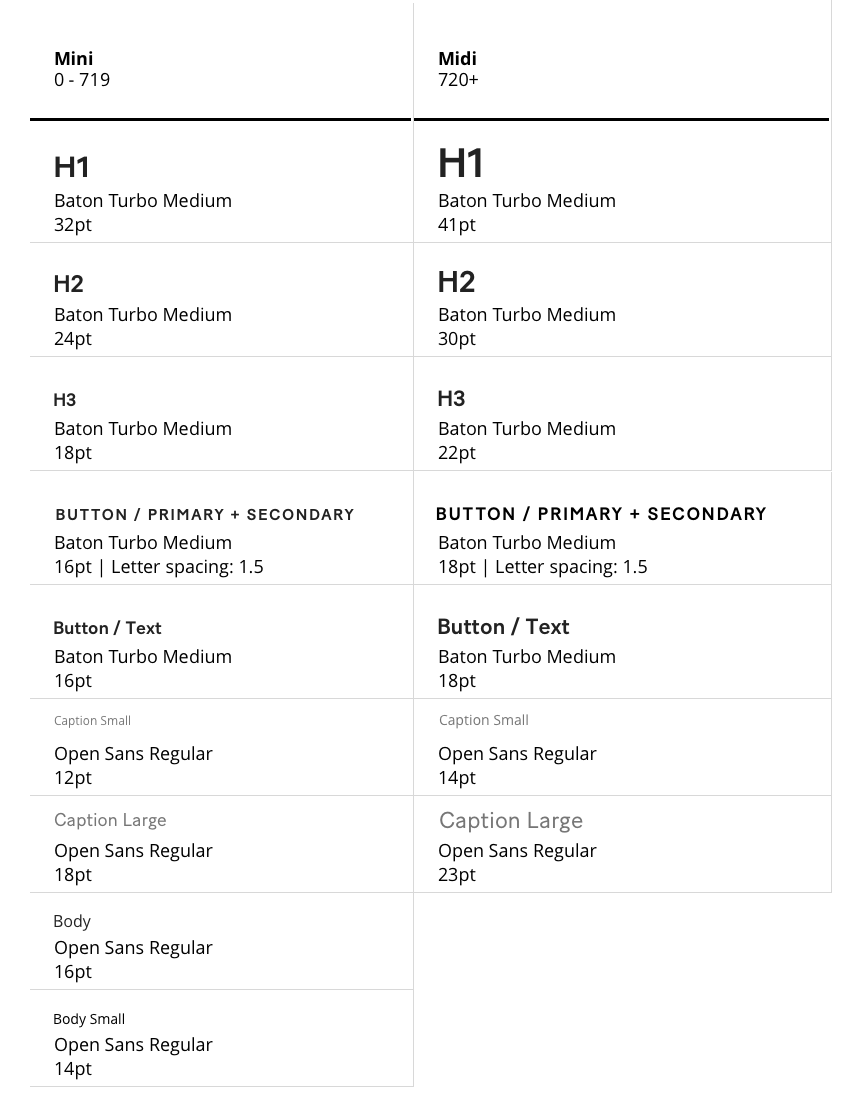 Mini
0 - 719
Midi
720+
H1
Baton Turbo Medium
32pt
H1
Baton Turbo Medium
41pt
H2
Baton Turbo Medium
24pt
H2
Baton Turbo Medium
30pt
H3
Baton Turbo Medium
18pt
H3
Baton Turbo Medium
22pt
BUTTON / PRIMARY + SECONDARY
Baton Turbo Medium
16pt | Letter spacing: 1.5
BUTTON / PRIMARY + SECONDARY
Baton Turbo Medium
18pt | Letter spacing: 1.5
Button / Text
Baton Turbo Medium
16pt
Button / Text
Baton Turbo Medium
18pt
Caption Small
Open Sans Regular
12pt
Caption Small
Open Sans Regular
14pt
Caption Large
Open Sans Regular
18pt
Caption Large
Open Sans Regular
23pt
Body
Open Sans Regular
16pt
Body Small
Open Sans Regular
14pt